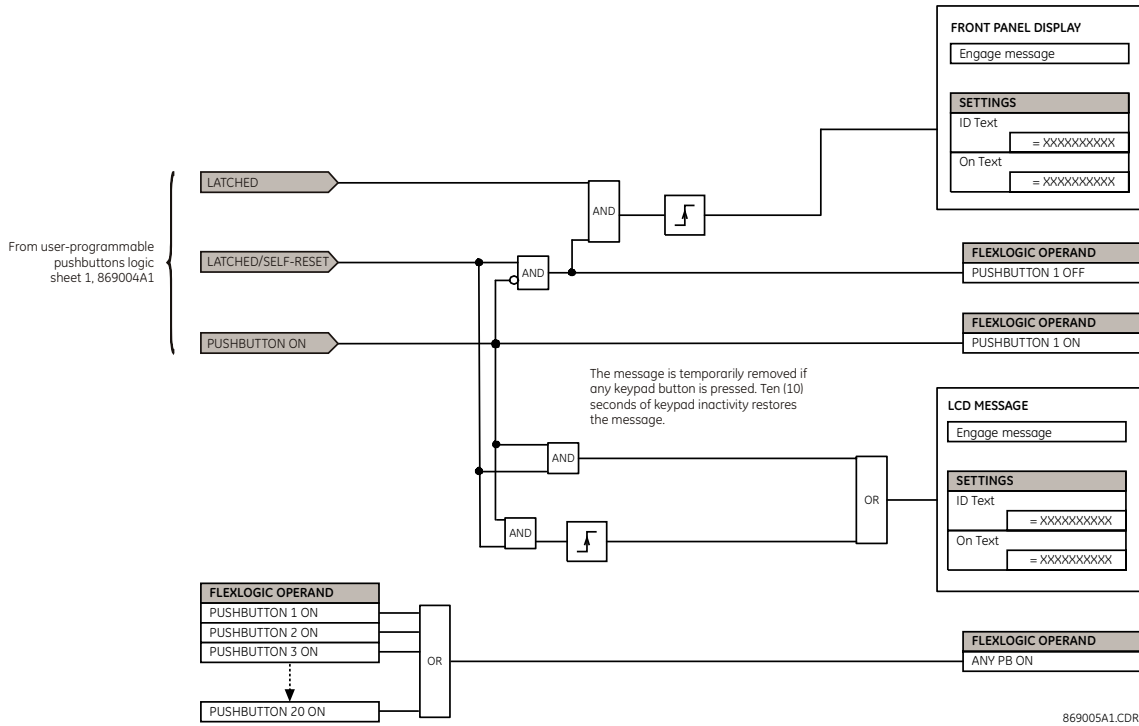 FRONT PANEL DISPLAY
Engage message
SETTINGS
ID Text
= XXXXXXXXXX
On Text
= XXXXXXXXXX
LATCHED
AND
From user-programmable
pushbuttons logic
sheet 1, 869004A1
LATCHED/SELF-RESET
AND
FLEXLOGIC OPERAND
PUSHBUTTON 1 OFF
PUSHBUTTON ON
FLEXLOGIC OPERAND
PUSHBUTTON 1 ON
The message is temporarily removed if
any keypad button is pressed. Ten (10)
seconds of keypad inactivity restores
the message.
LCD MESSAGE
Engage message
AND
OR
SETTINGS
ID Text
= XXXXXXXXXX
On Text
= XXXXXXXXXX
AND
FLEXLOGIC OPERAND
PUSHBUTTON 1 ON
PUSHBUTTON 2 ON
PUSHBUTTON 3 ON
PUSHBUTTON 20 ON
OR
FLEXLOGIC OPERAND
ANY PB ON
869005A1.CDR